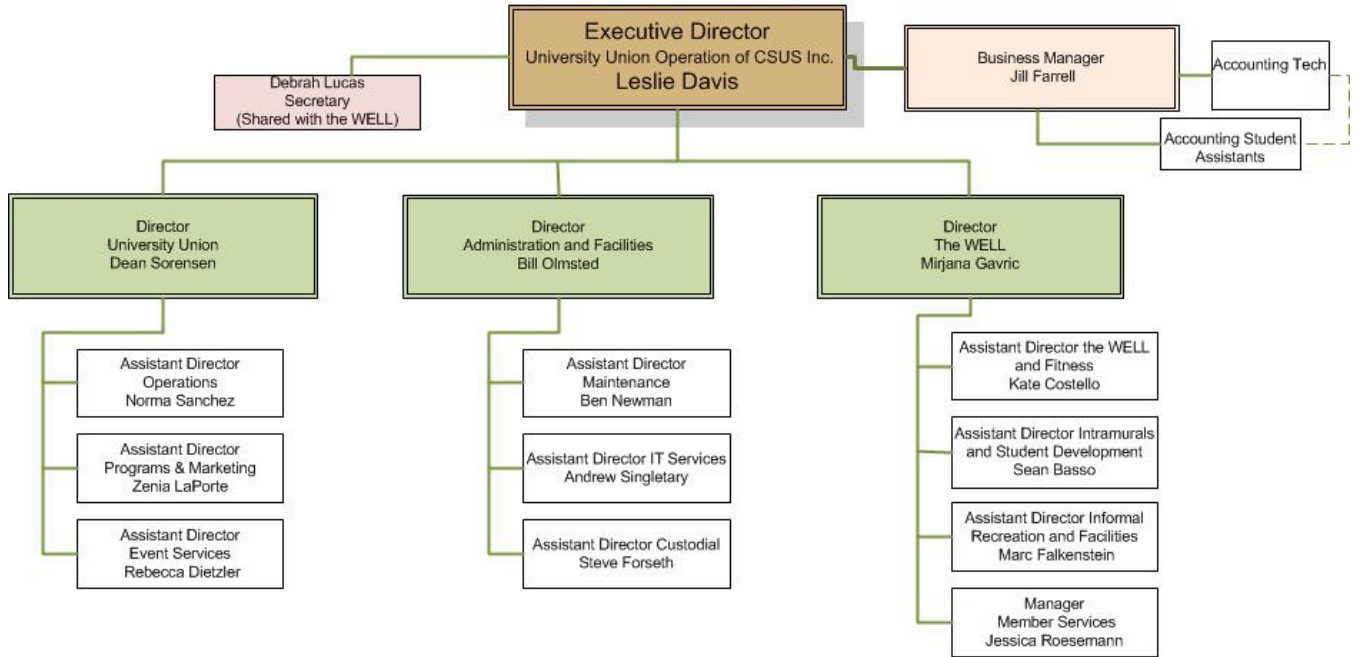 Executive Director
University Union Operation of CSUS Inc.
Leslie Davis
Debrah Lucas
Secretary
(Shared with the WELL)
Business Manager
Jill Farrell
Accounting Tech
Accounting Student
Assistants
Director
University Union
Dean Sorensen
Director
Administration and Facilities
Bill Olmsted
Director
The WELL
Mirjana Gavric
Assistant Director
Operations
Norma Sanchez
Assistant Director
Programs & Marketing
Zenia LaPorte
Assistant Director
Event Services
Rebecca Dietzler
Assistant Director
Maintenance
Ben Newman
Assistant Director IT Services
Andrew Singletary
Assistant Director Custodial
Steve Forseth
Assistant Director the WELL
and Fitness
Kate Costello
Assistant Director Intramurals
and Student Development
Sean Basso
Assistant Director Informal
Recreation and Facilities
Marc Falkenstein
Manager
Member Services
Jessica Roesemann